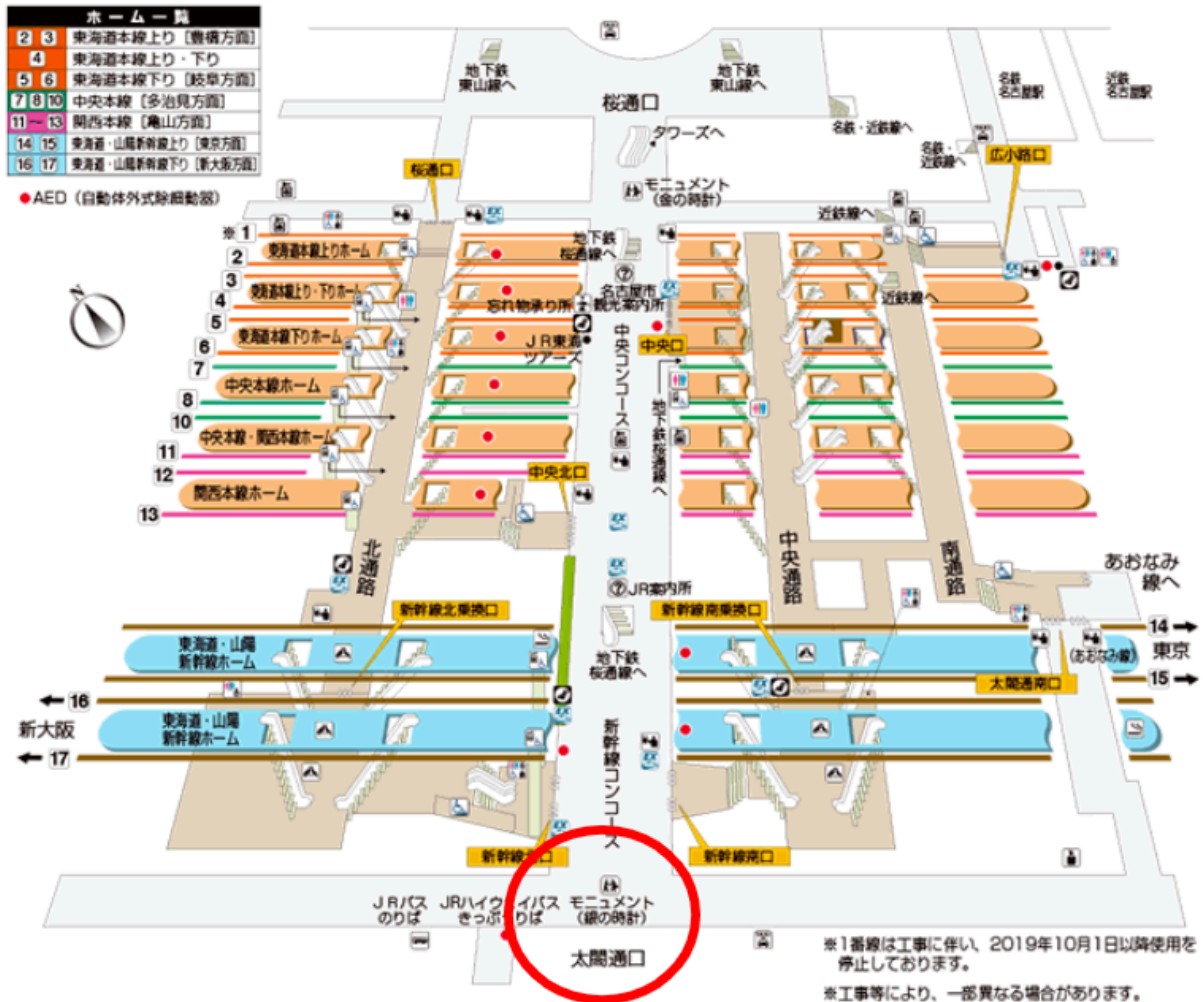 ホーム一覧
2 3 東海道本線上り［豊橋方面］
4 東海道本線上り・下り
5 6 東海道本線下り［岐阜方面］
7 8 10 中央本線［多治見方面］
11〜13 関西本線［亀山方面］
14 15 東海道・山陽新幹線上り［東京方面］
16 17 東海道・山陽新幹線下り［新大阪方面］
●AED（自動体外式除細動器）
TAXI
地下鉄
東山線へ
地下鉄
東山線へ
名鉄
名古屋駅
近鉄
名古屋駅
桜通口
タワーズへ
名鉄・近鉄線へ
名鉄・
近鉄線へ
広小路口
桜通口
モニュメント
（金の時計）
近鉄線へ
N
※1
2
3
4
5
6
7
8
10
11
12
13
東海道本線上りホーム
東海道本線上り・下りホーム
東海道本線下りホーム
中央本線ホーム
中央本線・関西本線ホーム
関西本線ホーム
地下鉄
桜通線へ
名古屋市
観光案内所
忘れ物承り所
JR東海
ツアーズ
中央コンコース
中央口
地下鉄桜通線へ
近鉄線へ
中央北口
北通路
中央通路
南通路
あおなみ
線へ
JR案内所
新幹線北乗換口
新幹線南乗換口
地下鉄
桜通線へ
東海道・山陽
新幹線ホーム
（あおなみ線）
14
東京
15
太閤通南口
16
新大阪
17
東海道・山陽
新幹線ホーム
新幹線コンコース
新幹線北口
新幹線南口
JRバス
のりば
JRハイウェイバス
きっぷうりば
モニュメント
（銀の時計）
太閤通口
※1番線は工事に伴い、2019年10月1日以降使用を
停止しております。
※工事等により、一部異なる場合があります。